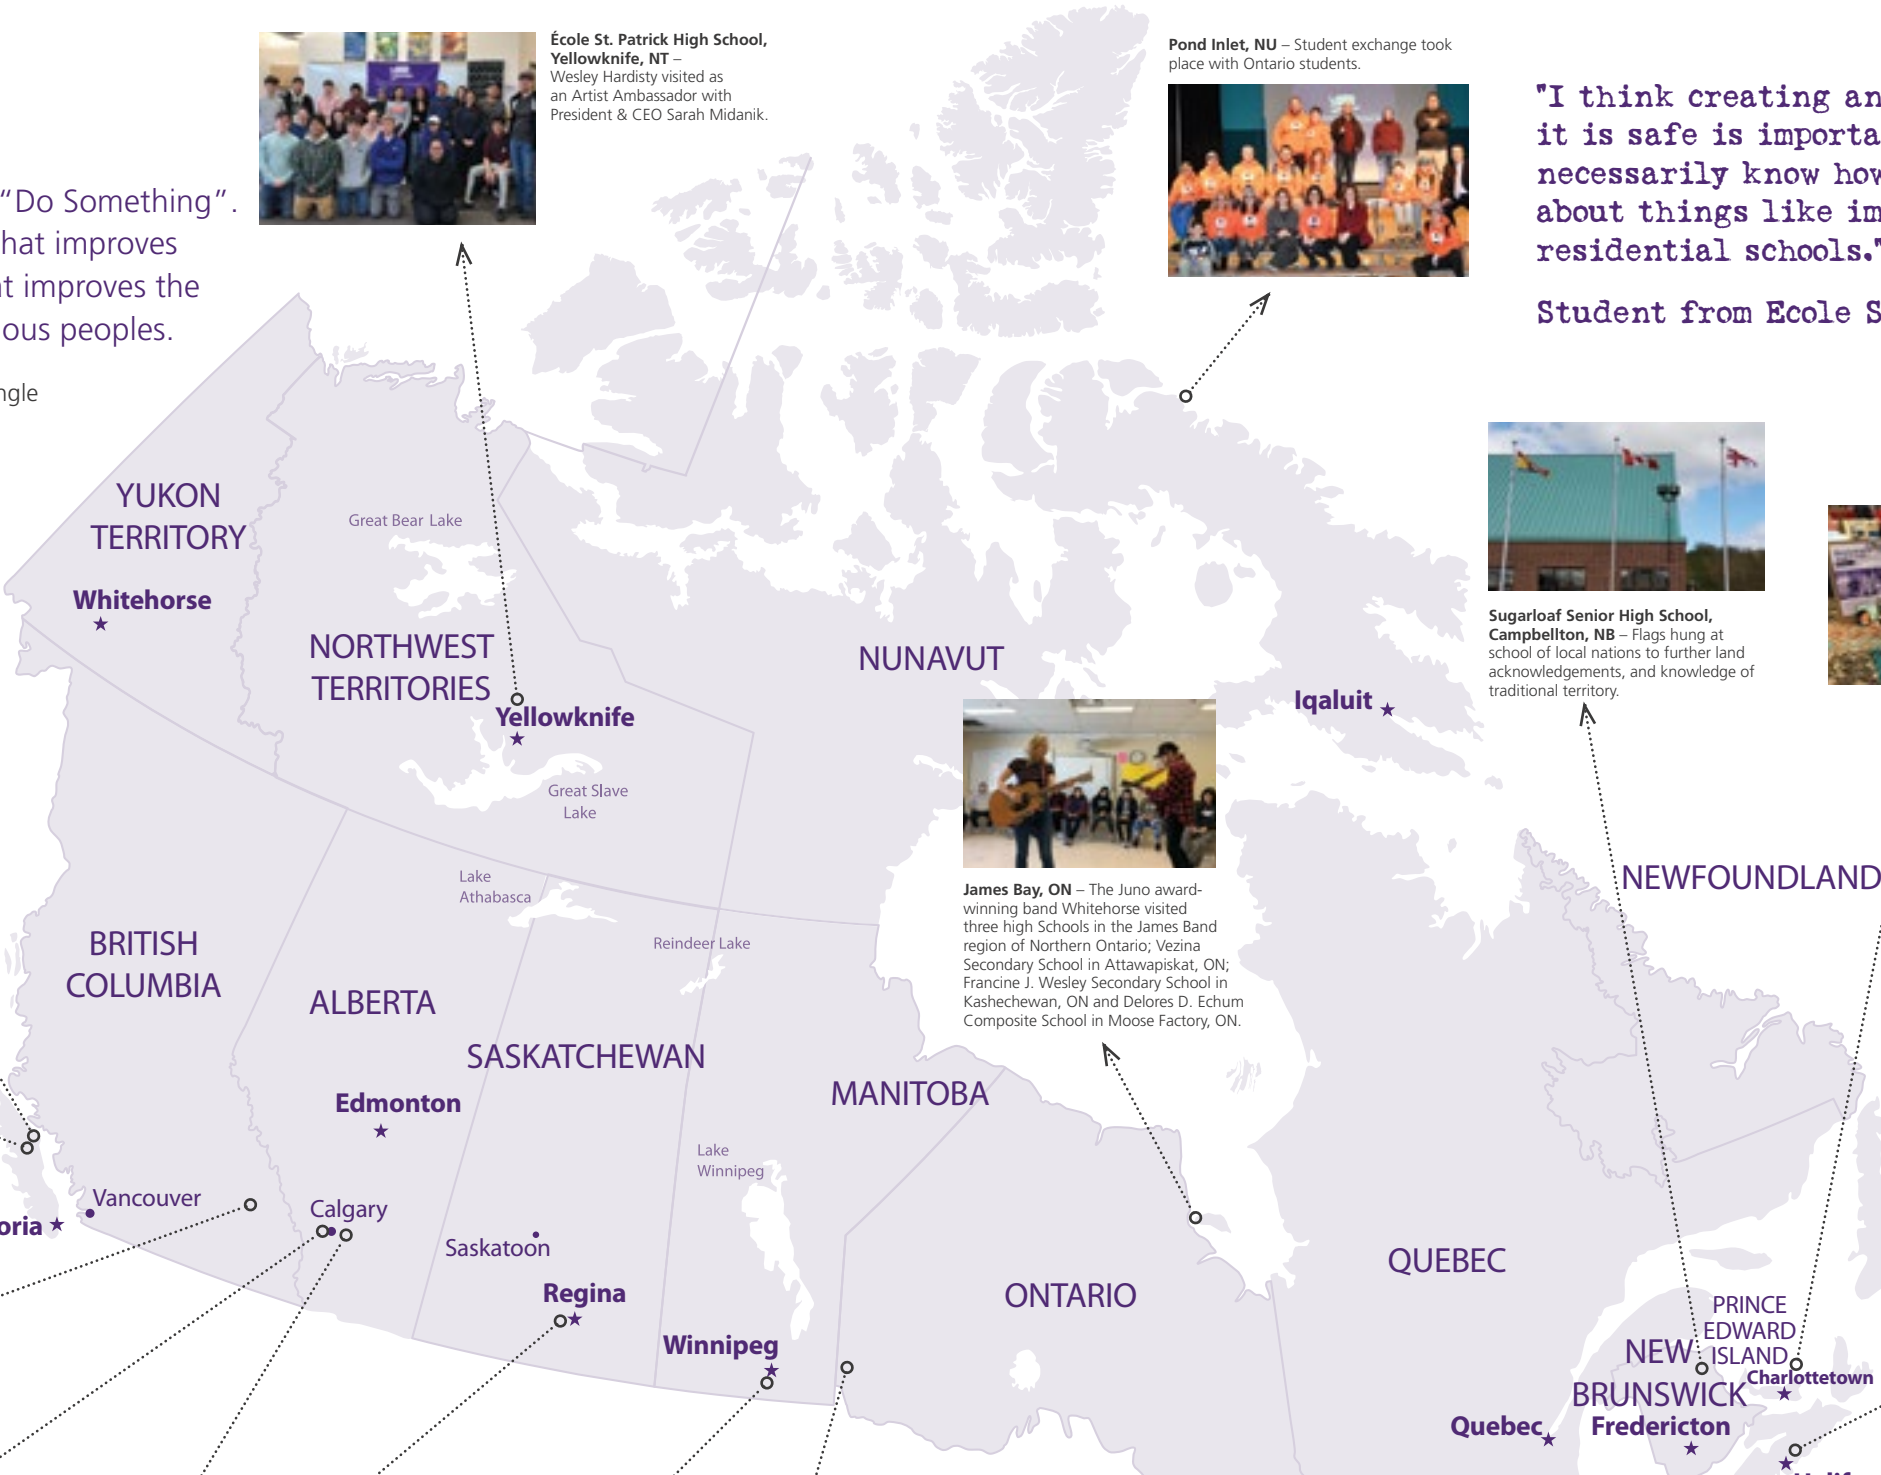 École St. Patrick High School,
Yellowknife, NT –
Wesley Hardisty visited as
an Artist Ambassador with
President & CEO Sarah Midanik.
Pond Inlet, NU – Student exchange took
place with Ontario students.
"I think creating an
it is safe is importa
necessarily know how
about things like im
residential schools."
Student from Ecole S
“Do Something”.
hat improves
at improves the
ous peoples.
ngle
YUKON
TERRITORY
Whitehorse
Great Bear Lake
NORTHWEST
TERRITORIES
Yellowknife
Great Slave
Lake
NUNAVUT
Iqaluit
Sugarloaf Senior High School,
Campbellton, NB – Flags hung at
school of local nations to further land
acknowledgements, and knowledge of
traditional territory.
James Bay, ON – The Juno award-
winning band Whitehorse visited
three high Schools in the James Band
region of Northern Ontario; Vezina
Secondary School in Attawapiskat, ON;
Francine J. Wesley Secondary School in
Kashechewan, ON and Delores D. Echum
Composite School in Moose Factory, ON.
NEWFOUNDLAND
Lake
Athabasca
Reindeer Lake
BRITISH
COLUMBIA
ALBERTA
SASKATCHEWAN
MANITOBA
Edmonton
Lake
Winnipeg
Vancouver
oria
Calgary
Saskatoon
Regina
Winnipeg
ONTARIO
QUEBEC
PRINCE
EDWARD
ISLAND
Charlottetown
NEW
BRUNSWICK
Quebec
Fredericton